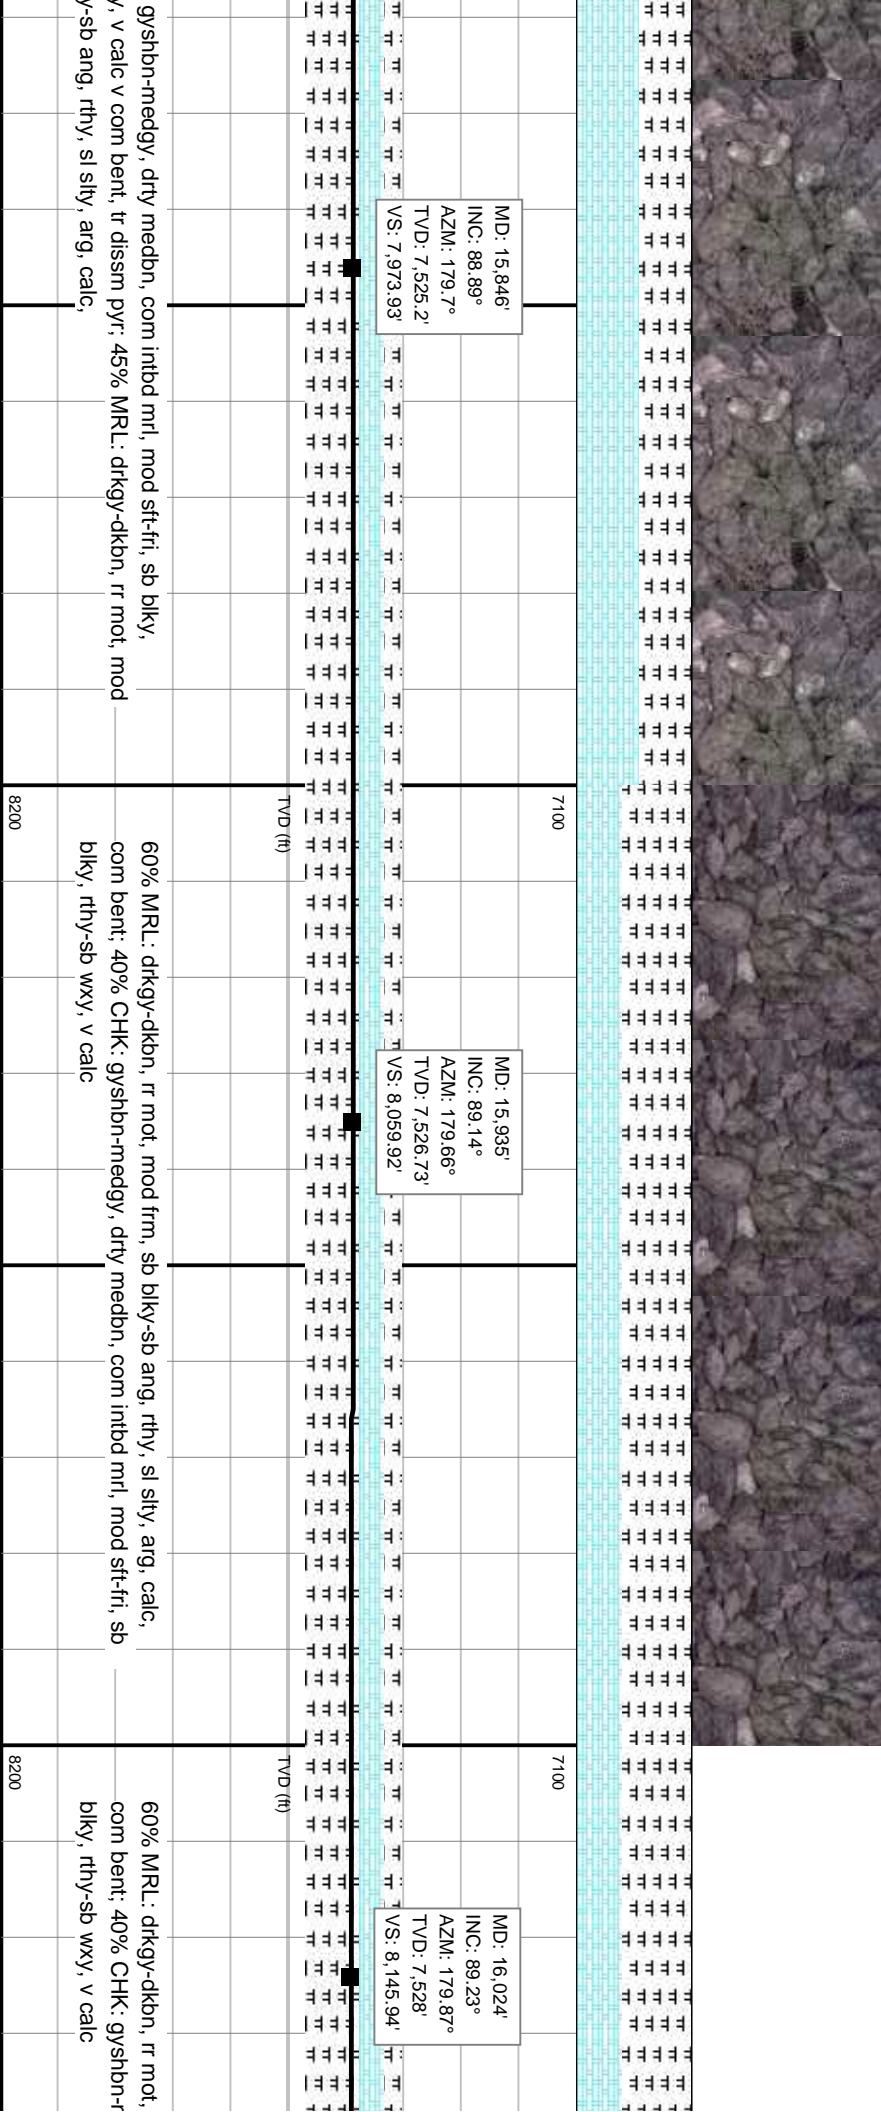 gyshbn-medgy, drty medbn, com intbd mrl, mod sft-fri, sb blky,
v calc v com bent, tr dissm pyr; 45% MRL: drkgy-dkbn, rr mot, mod
y-sb ang, rthy, sl slty, arg, calc,
MD: 15,846'
INC: 88.89°
AZM: 179.7°
TVD: 7,525.2'
VS: 7,973.93'
7100
TVD (ft)
8200
60% MRL: drkgy-dkbn, rr mot, mod frm, sb blky-sb ang, rthy, sl slty, arg, calc,
com bent; 40% CHK: gyshbn-medgy, drty medbn, com intbd mrl, mod sft-fri, sb
blky, rthy-sb wxy, v calc
MD: 15,935'
INC: 89.14°
AZM: 179.66°
TVD: 7,526.73'
VS: 8,059.92'
7100
TVD (ft)
8200
60% MRL: drkgy-dkbn, rr mot,
com bent; 40% CHK: gyshbn-r
blky, rthy-sb wxy, v calc
MD: 16,024'
INC: 89.23°
AZM: 179.87°
TVD: 7,528'
VS: 8,145.94'